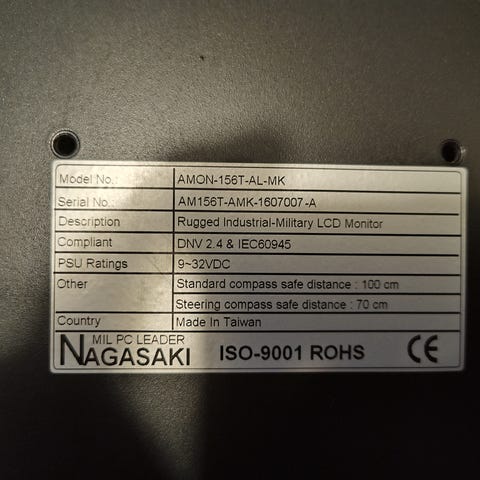 Model No.: AMON-156T-AL-MK
Serial No.: AM156T-AMK-1607007-A
Description Rugged Industrial-Military LCD Monitor
Compliant DNV 2.4 & IEC60945
PSU Ratings 9~32VDC
Other Standard compass safe distance : 100 cm
Steering compass safe distance : 70 cm
Country Made In Taiwan
MIL PC LEADER
NAGASAKI ISO-9001 ROHS CE